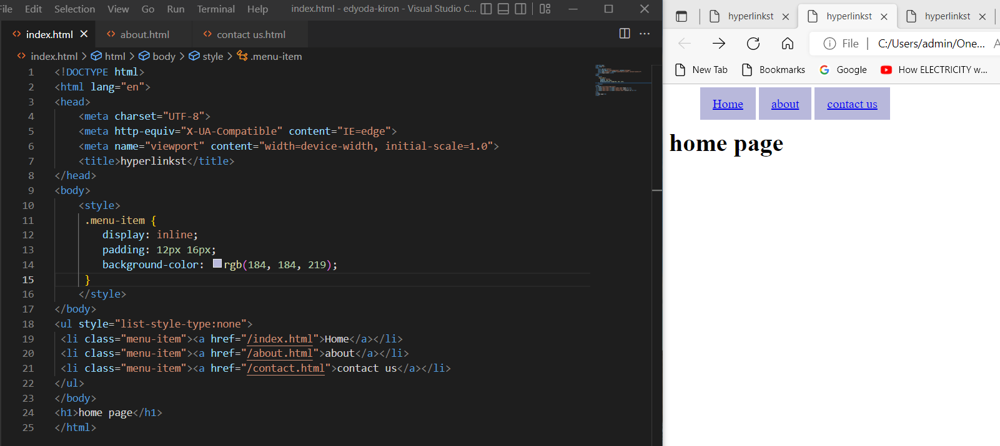 File Edit Selection View Go Run Terminal Help index.html - edyoda-kiron - Visual Studio C...
index.html about.html contact us.html
index.html > html > body > style > .menu-item
1 <!DOCTYPE html>
2 <html lang="en">
3 <head>
4 <meta charset="UTF-8">
5 <meta http-equiv="X-UA-Compatible" content="IE=edge">
6 <meta name="viewport" content="width=device-width, initial-scale=1.0">
7 <title>hyperlinkst</title>
8 </head>
9 <body>
10 <style>
11 .menu-item {
12 display: inline;
13 padding: 12px 16px;
14 background-color: rgb(184, 184, 219);
15 }
16 </style>
17 </body>
18 <ul style="list-style-type:none">
19 <li class="menu-item"><a href="/index.html">Home</a></li>
20 <li class="menu-item"><a href="/about.html">about</a></li>
21 <li class="menu-item"><a href="/contact.html">contact us</a></li>
22 </ul>
23 </body>
24 <h1>home page</h1>
25 </html>
hyperlinkst hyperlinkst hyperlinkst
File C:/Users/admin/One... A
New Tab Bookmarks Google How ELECTRICITY w...
Home about contact us
home page